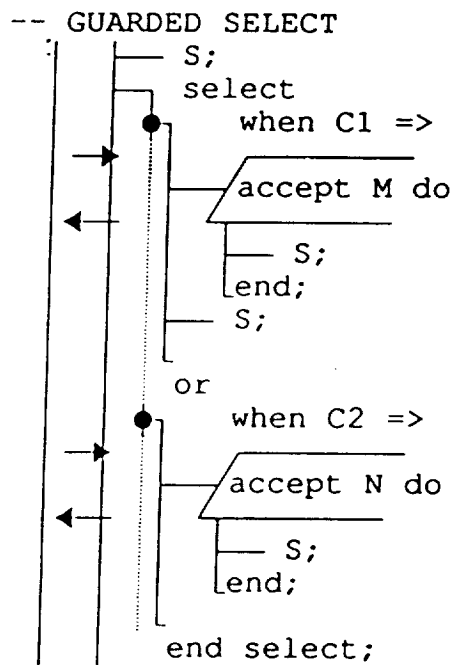 -- GUARDED SELECT
S;
select
when C1 =>
accept M do
S;
end;
S;
or
when C2 =>
accept N do
S;
end;
end select;